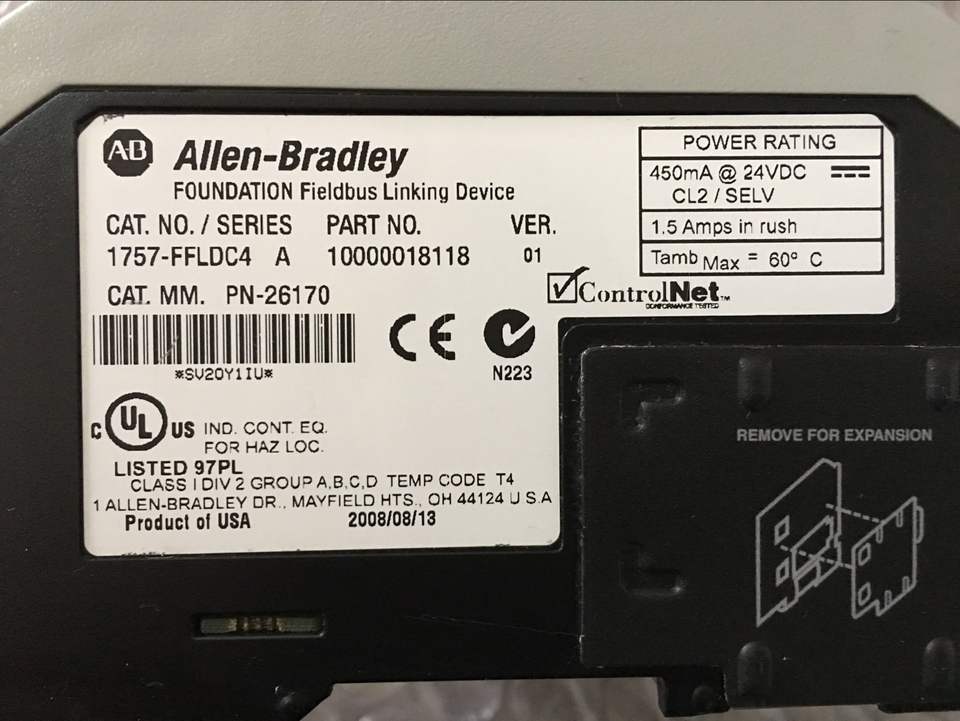 AB Allen-Bradley
FOUNDATION Fieldbus Linking Device
CAT. NO. / SERIES PART NO. VER.
1757-FFLDC4 A 10000018118 01
CAT. MM. PN-26170
*SV20Y1IU*
POWER RATING
450mA @ 24VDC
CL2 / SELV
1.5 Amps in rush
Tamb Max = 60° C
ControlNet™
CONFORMANCE TESTED
CE
N223
C UL US IND. CONT. EQ.
FOR HAZ LOC.
LISTED 97PL
CLASS I DIV 2 GROUP A,B,C,D TEMP CODE T4
1 ALLEN-BRADLEY DR., MAYFIELD HTS., OH 44124 U S A
Product of USA 2008/08/13
REMOVE FOR EXPANSION